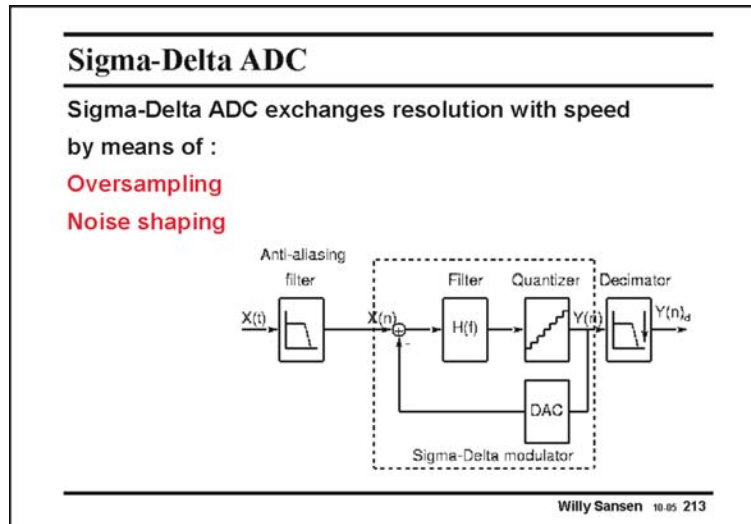 Sigma-Delta ADC
Sigma-Delta ADC exchanges resolution with speed
by means of :
Oversampling
Noise shaping
Anti-aliasing
filter
Filter
Quantizer
Decimator
X(t)
X(n)
H(f)
Y(n)
Y(n)d
+
-
DAC
Sigma-Delta modulator
Willy Sansen 10-05 213